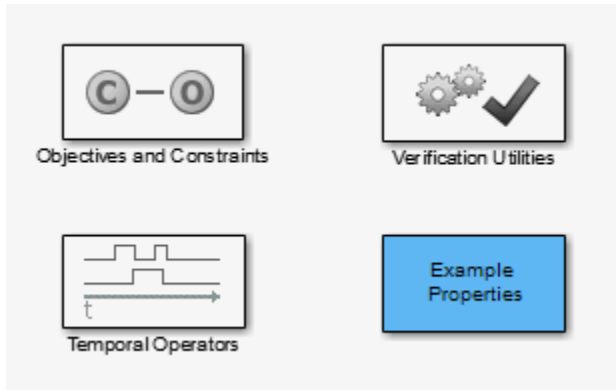 C O
Objectives and Constraints
Verification Utilities
t
Temporal Operators
Example
Properties